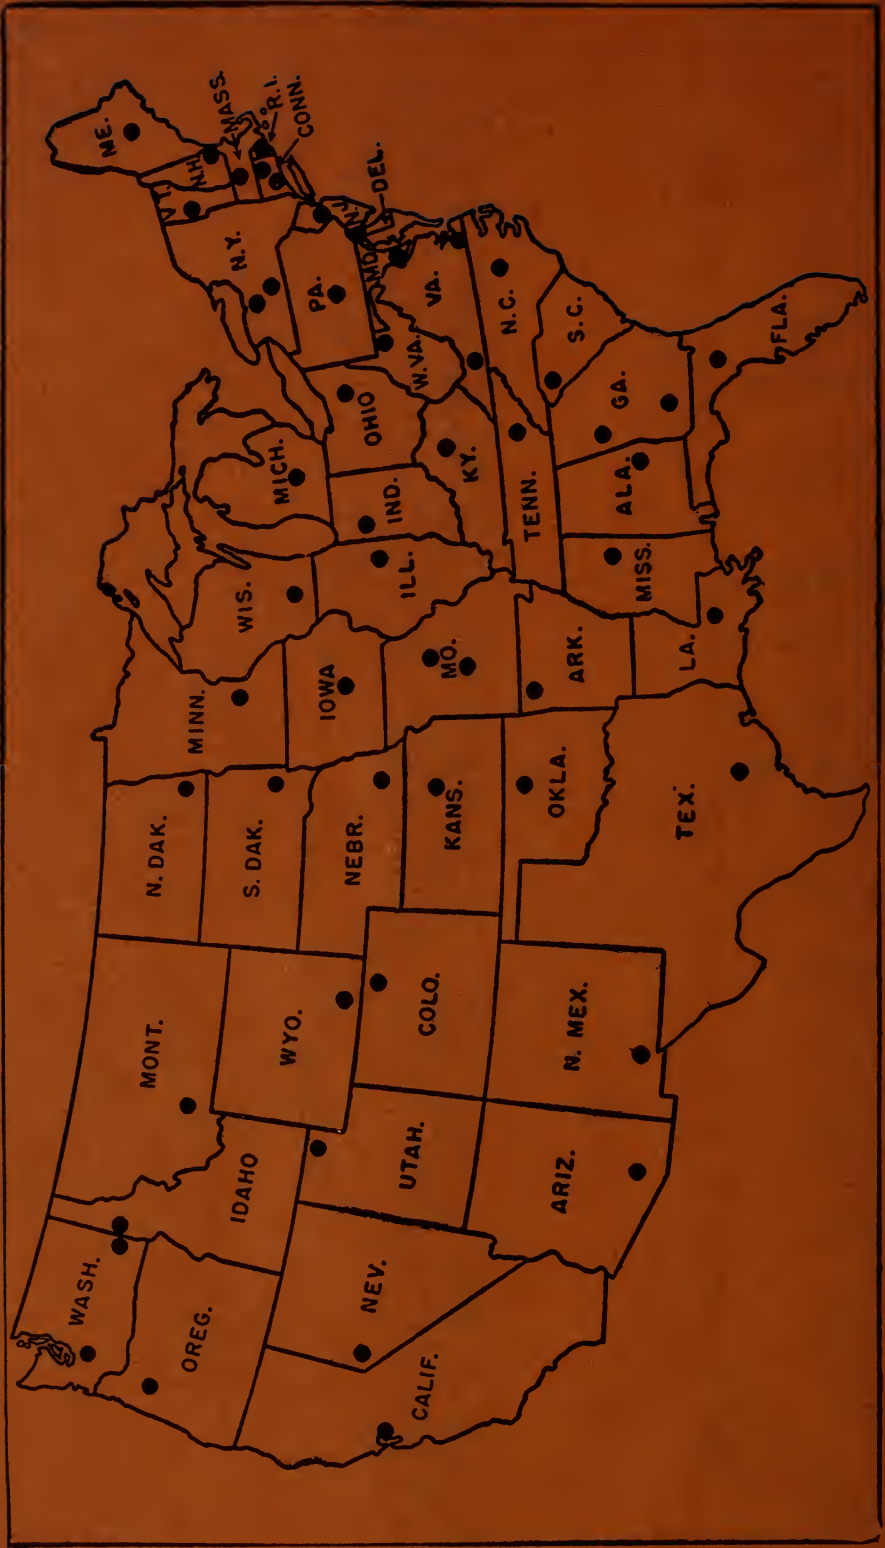 WASH.
OREG.
CALIF.
NEV.
IDAHO
MONT.
WYO.
UTAH.
ARIZ.
COLO.
N. MEX.
N. DAK.
S. DAK.
NEBR.
KANS.
OKLA.
TEX.
MINN.
IOWA
MO.
ARK.
LA.
WIS.
ILL.
MICH.
IND.
OHIO
KY.
TENN.
MISS.
ALA.
GA.
FLA.
S.C.
N.C.
VA.
W.VA.
MD.
DEL.
PA.
N.J.
N.Y.
VT.
N.H.
ME.
MASS.
R.I.
CONN.